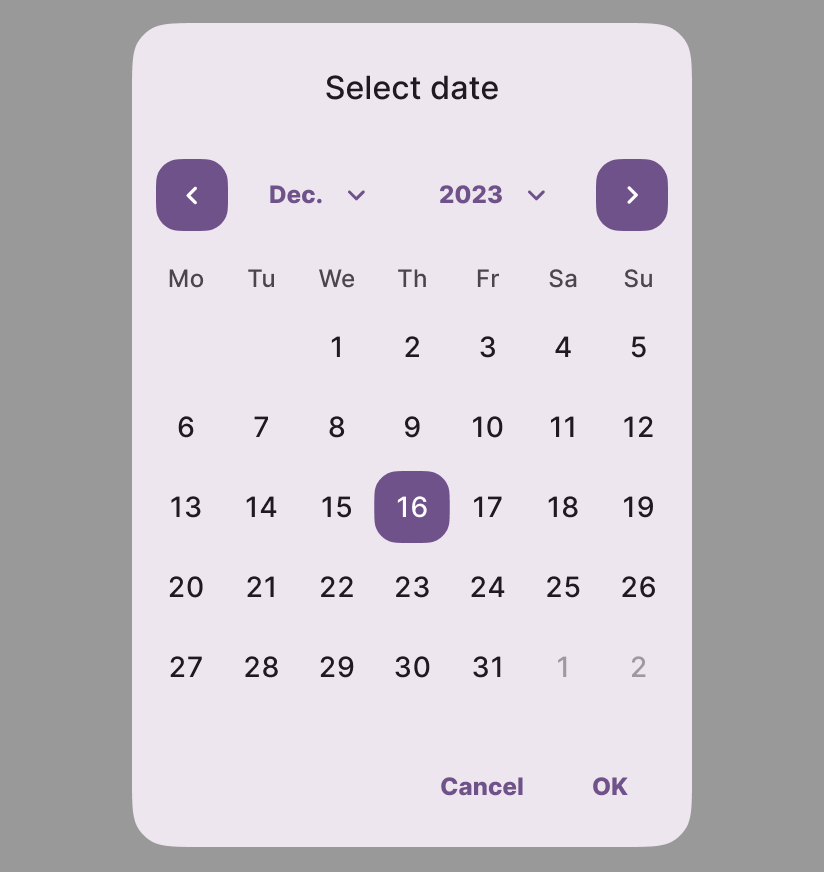 Select date
Dec. 2023
Mo Tu We Th Fr Sa Su
1 2 3 4 5
6 7 8 9 10 11 12
13 14 15 16 17 18 19
20 21 22 23 24 25 26
27 28 29 30 31 1 2
Cancel OK